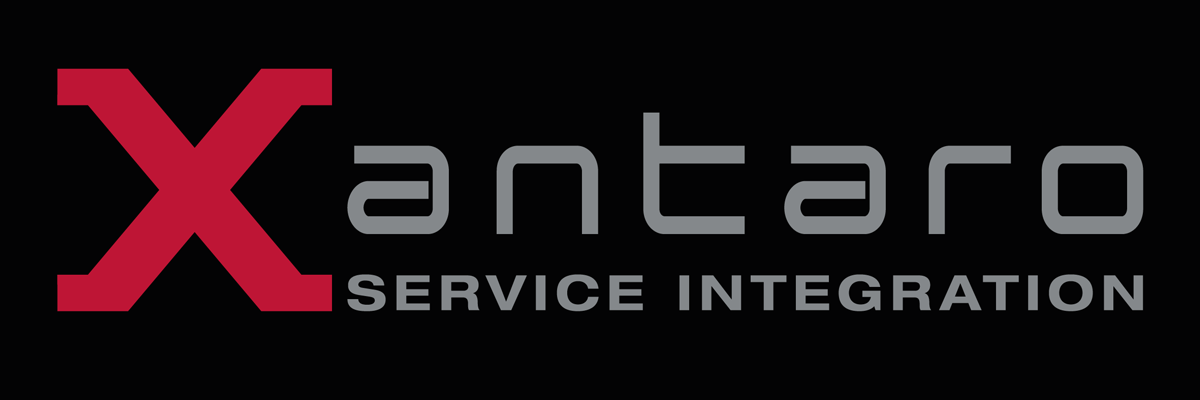 Xantaro
SERVICE INTEGRATION